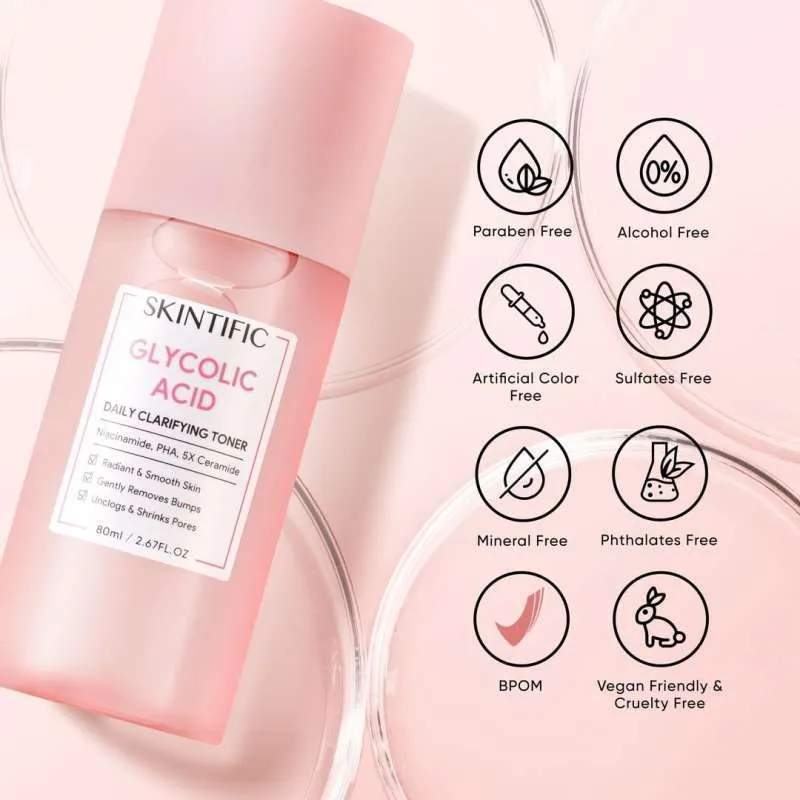 SKINTIFIC
GLYCOLIC
ACID
DAILY CLARIFYING TONER
Niacinamide, PHA, 5X Ceramide
Radiant & Smooth Skin
Gently Removes Bumps
Unclogs & Shrinks Pores
80ml / 2.67FL.OZ
Paraben Free
0%
Alcohol Free
Artificial Color
Free
Sulfates Free
Mineral Free
Phthalates Free
BPOM
Vegan Friendly &
Cruelty Free